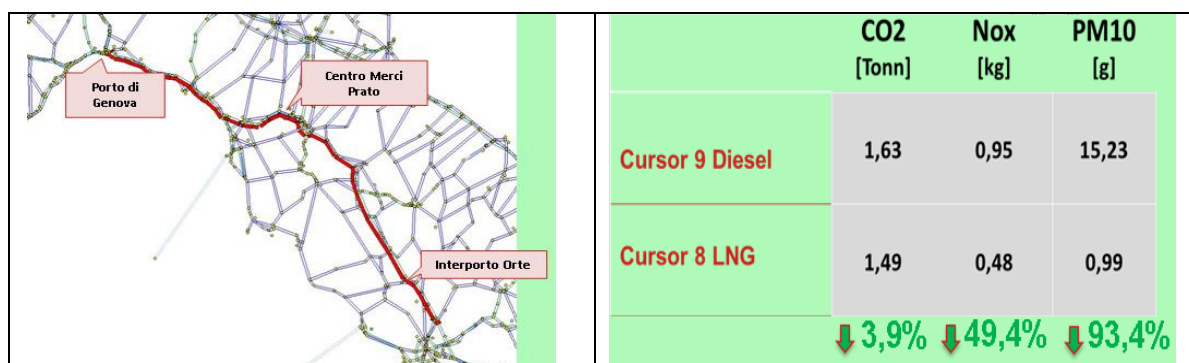 Porto di
Genova
Centro Merci
Prato
Interporto Orte
CO2 Nox PM10
[Tonn] [kg] [g]
Cursor 9 Diesel 1,63 0,95 15,23
Cursor 8 LNG 1,49 0,48 0,99
3,9% 49,4% 93,4%